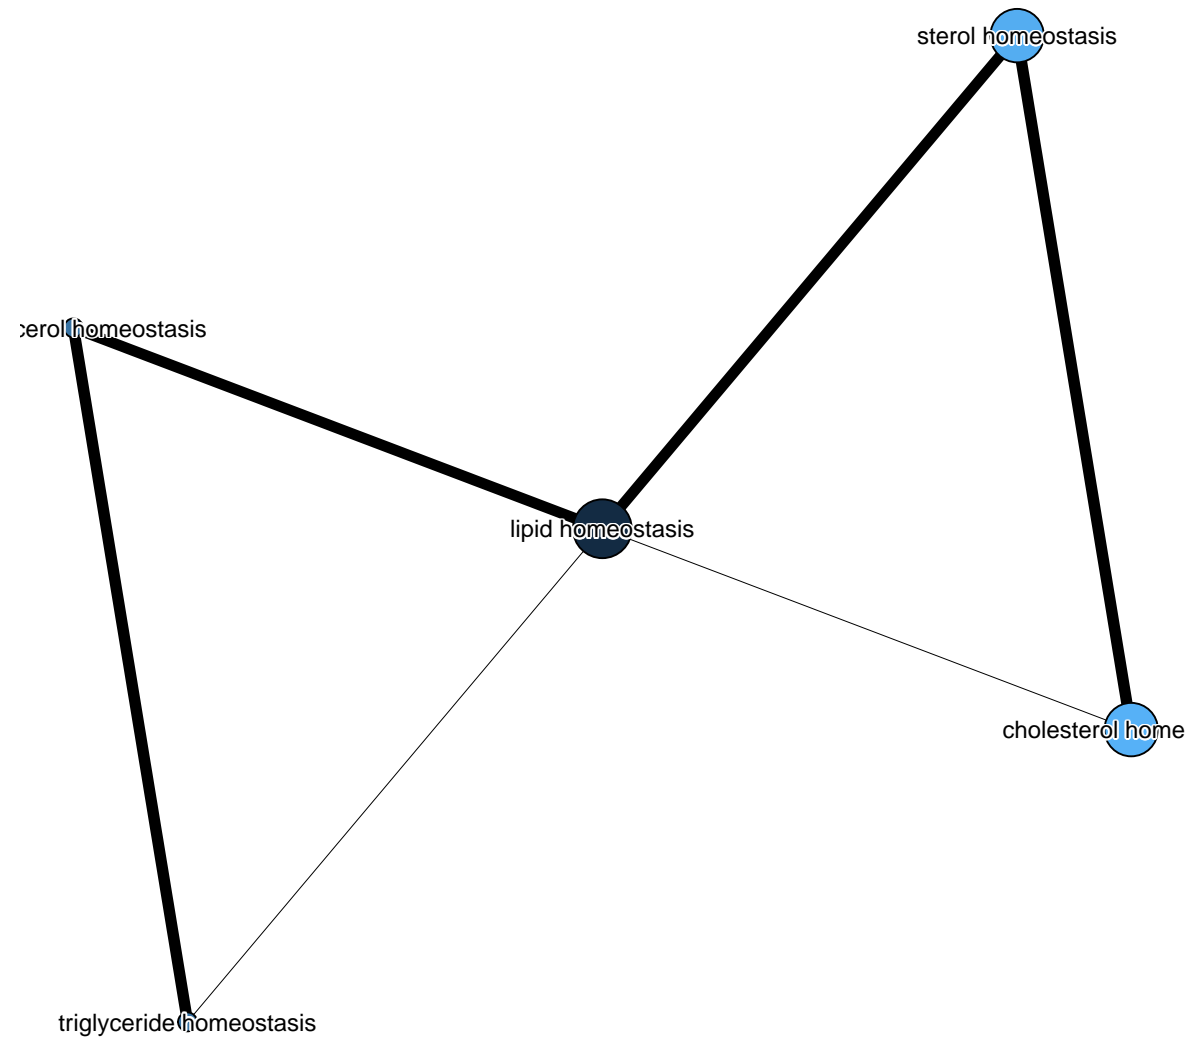 sterol homeostasis
cerol homeostasis
lipid homeostasis
cholesterol home
triglyceride homeostasis